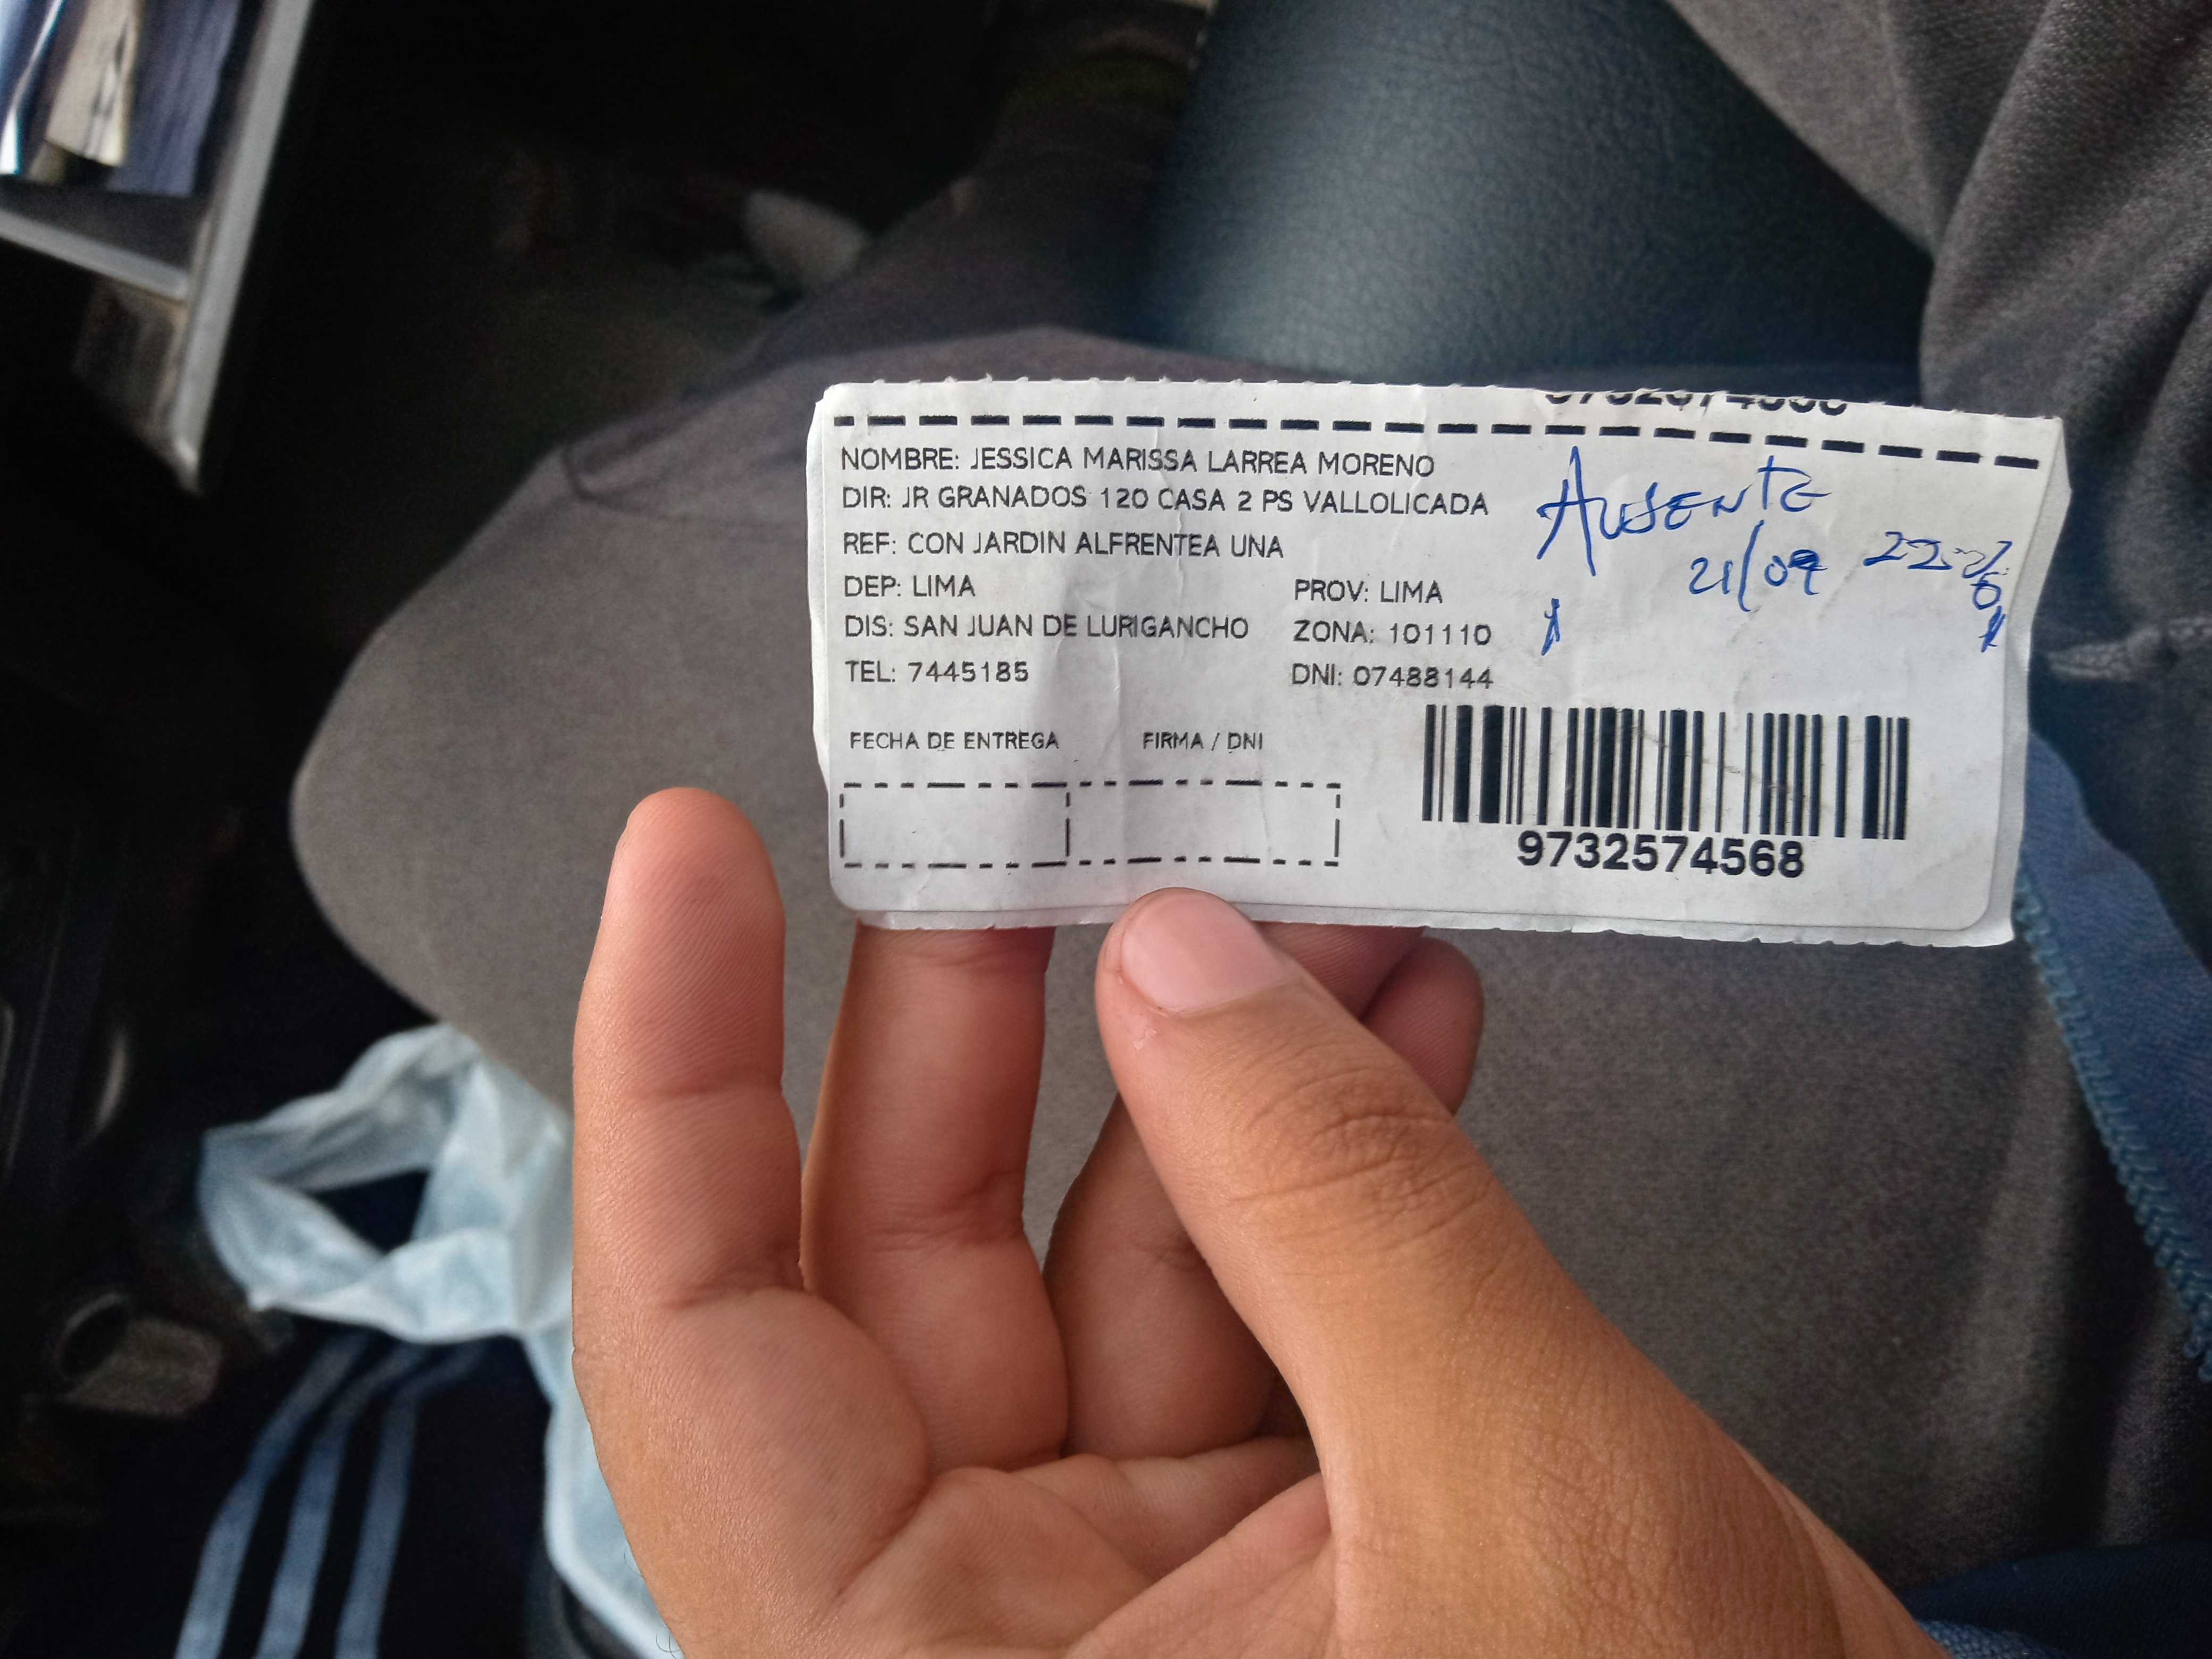 NOMBRE: JESSICA MARISSA LARREA MORENO
DIR: JR GRANADOS 120 CASA 2 PS VALLOLICADA
REF: CON JARDIN ALFRENTEA UNA
DEP: LIMA PROV: LIMA
DIS: SAN JUAN DE LURIGANCHO ZONA: 101110
TEL: 7445185 DNI: 07488144
Ausente
21/09
FECHA DE ENTREGA FIRMA / DNI
9732574568